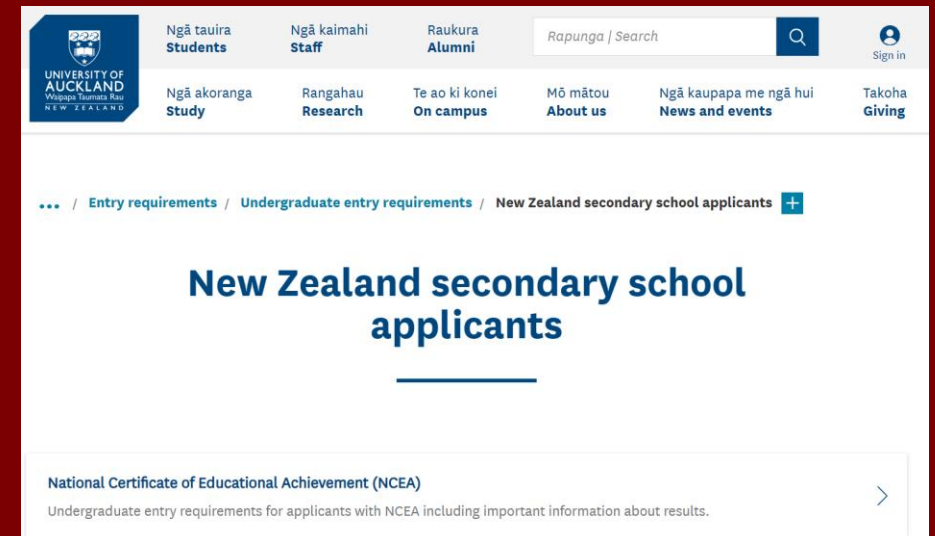 UNIVERSITY OF
AUCKLAND
Waipapa Taumata Rau
NEW ZEALAND
Ngā tauira
Students
Ngā kaimahi
Staff
Raukura
Alumni
Rapunga | Search
Sign in
Ngā akoranga
Study
Rangahau
Research
Te ao ki konei
On campus
Mō mātou
About us
Ngā kaupapa me ngā hui
News and events
Takoha
Giving
... / Entry requirements / Undergraduate entry requirements / New Zealand secondary school applicants +
New Zealand secondary school
applicants
National Certificate of Educational Achievement (NCEA)
Undergraduate entry requirements for applicants with NCEA including important information about results.